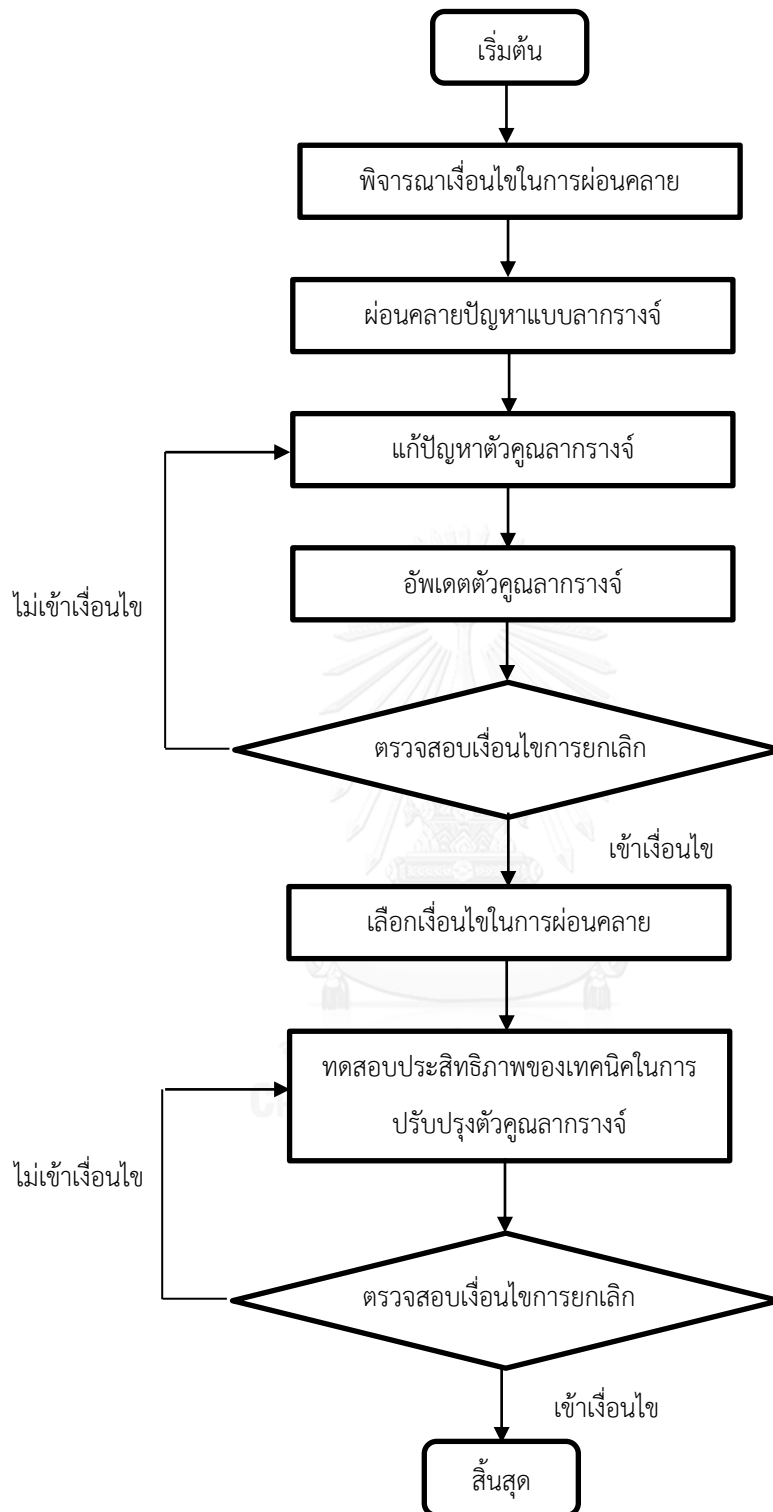 เริ่มต้น
พิจารณาเงื่อนไขในการผ่อนคลาย
ผ่อนคลายปัญหาแบบลากรางจ์
แก้ปัญหาตัวคูณลากรางจ์
อัพเดตตัวคูณลากรางจ์
ไม่เข้าเงื่อนไข
ตรวจสอบเงื่อนไขการยกเลิก
เข้าเงื่อนไข
เลือกเงื่อนไขในการผ่อนคลาย
ทดสอบประสิทธิภาพของเทคนิคในการ
ปรับปรุงตัวคูณลากรางจ์
ไม่เข้าเงื่อนไข
ตรวจสอบเงื่อนไขการยกเลิก
เข้าเงื่อนไข
สิ้นสุด